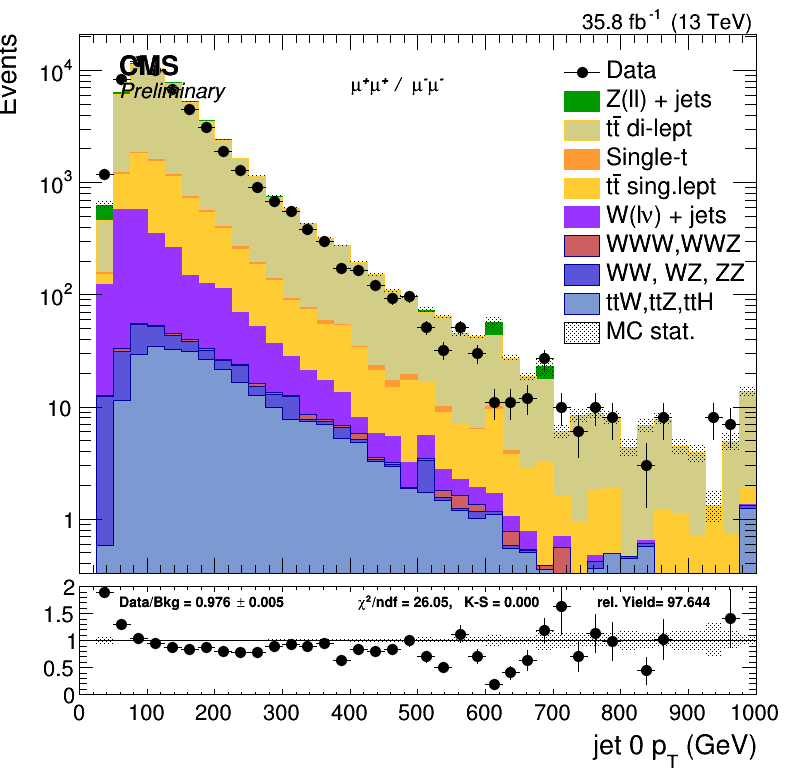 35.8 fb⁻¹ (13 TeV)
Events
CMS
Preliminary
μ⁺μ⁺ / μ⁻μ⁻
Data
Z(ll) + jets
tt̄ di-lept
Single-t
tt̄ sing.lept
W(lν) + jets
WWW,WWZ
WW, WZ, ZZ
ttW,ttZ,ttH
MC stat.
10⁴
10³
10²
10
1
Data/Bkg = 0.976 ± 0.005
χ²/ndf = 26.05, K-S = 0.000
rel. Yield= 97.644
2
1.5
1
0.5
0
0 100 200 300 400 500 600 700 800 900 1000
jet 0 p_T (GeV)